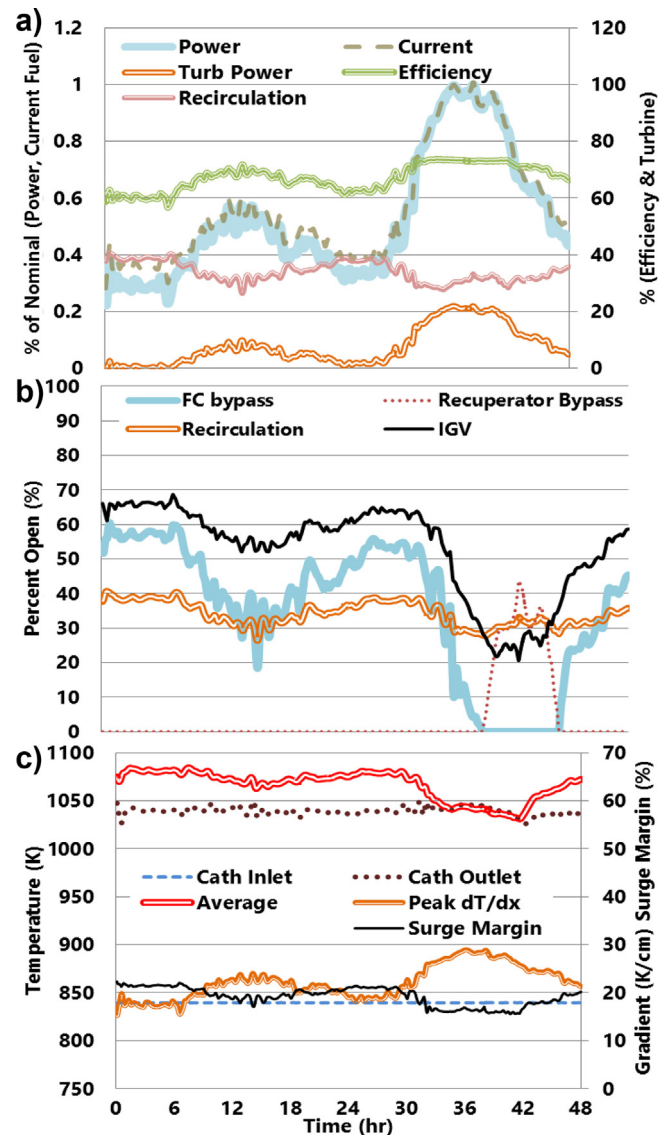 a)
1.2
1
0.8
0.6
0.4
0.2
0
% of Nominal (Power, Current Fuel)
Power
Current
Turb Power
Efficiency
Recirculation
120
100
80
60
40
20
0
% (Efficiency & Turbine)
b)
100
90
80
70
60
50
40
30
20
10
0
Percent Open (%)
FC bypass
Recuperator Bypass
Recirculation
IGV
c)
1100
1050
1000
950
900
850
800
750
Temperature (K)
Cath Inlet
Cath Outlet
Average
Peak dT/dx
Surge Margin
70
60
50
40
30
20
10
0
Gradient (K/cm) Surge Margin (%)
0
6
12
18
24
30
36
42
48
Time (hr)